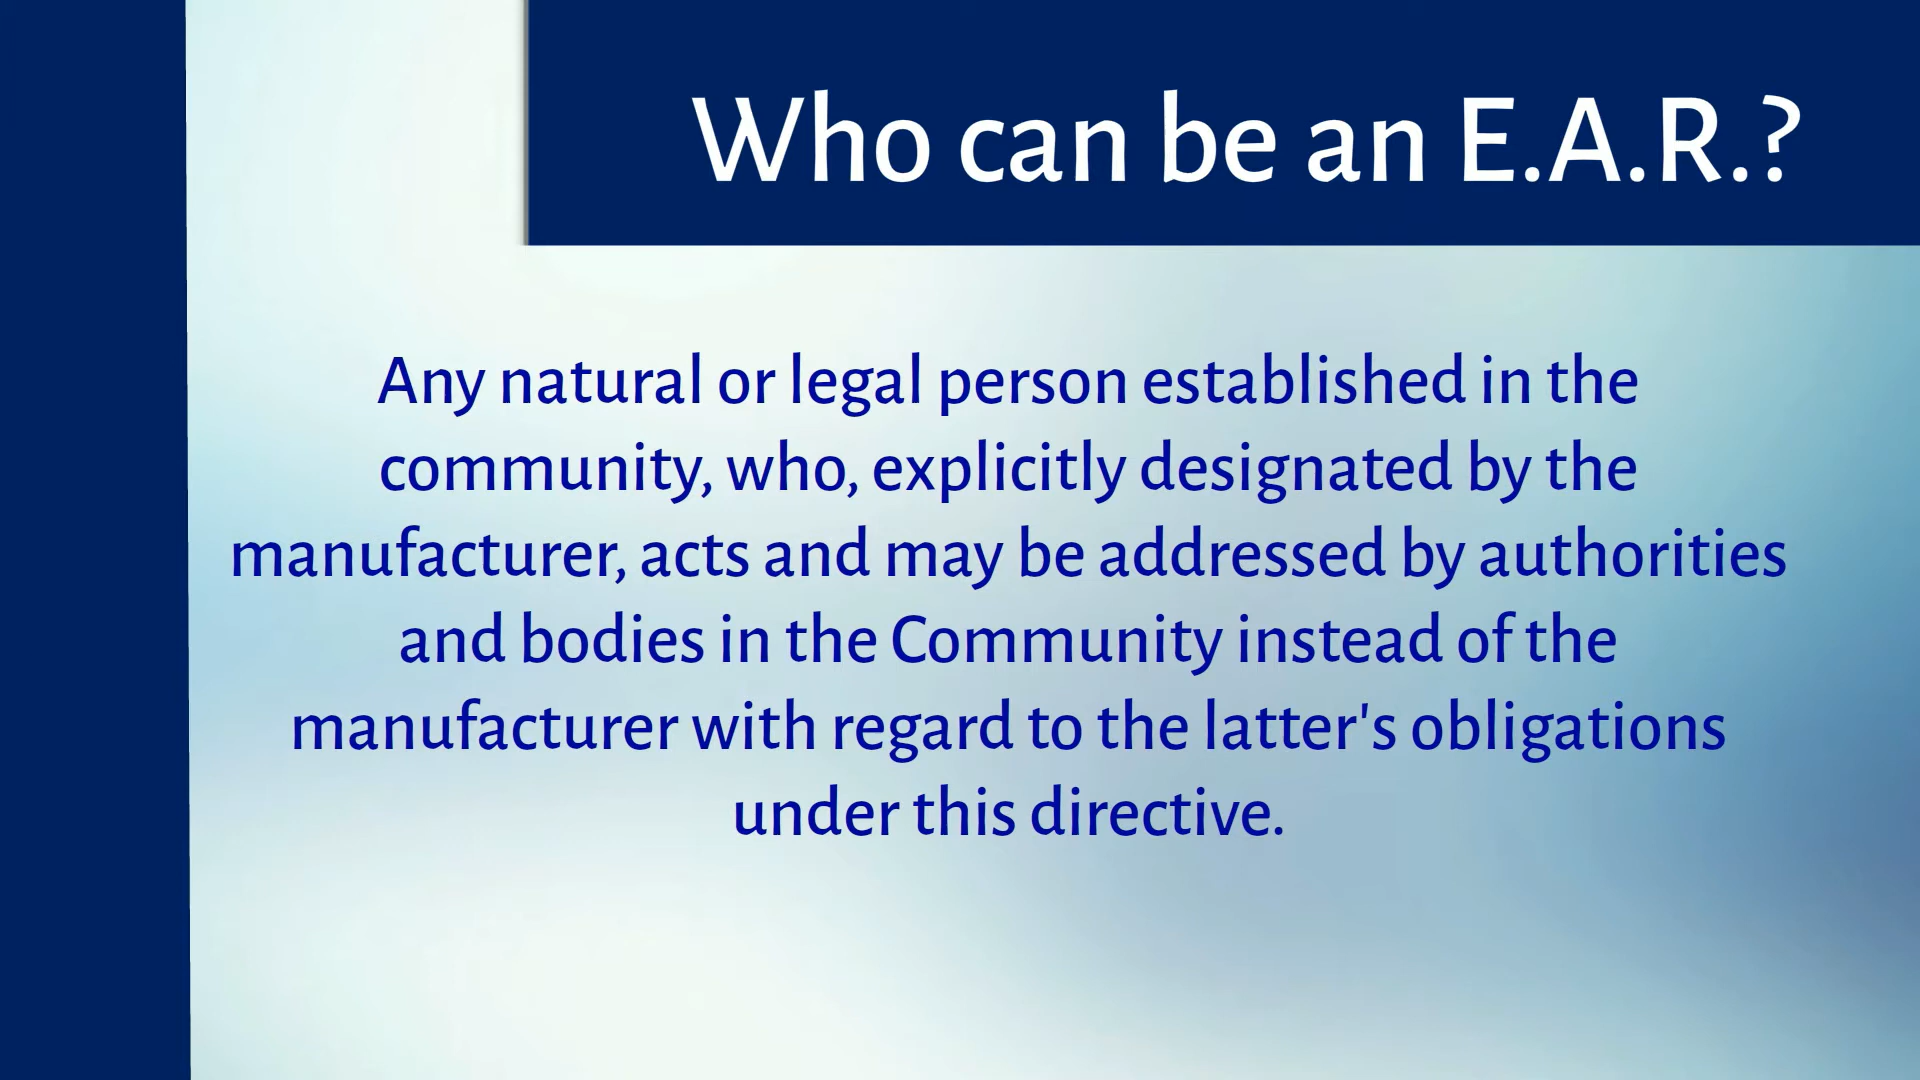 Who can be an E.A.R.?
Any natural or legal person established in the
community, who, explicitly designated by the
manufacturer, acts and may be addressed by authorities
and bodies in the Community instead of the
manufacturer with regard to the latter's obligations
under this directive.